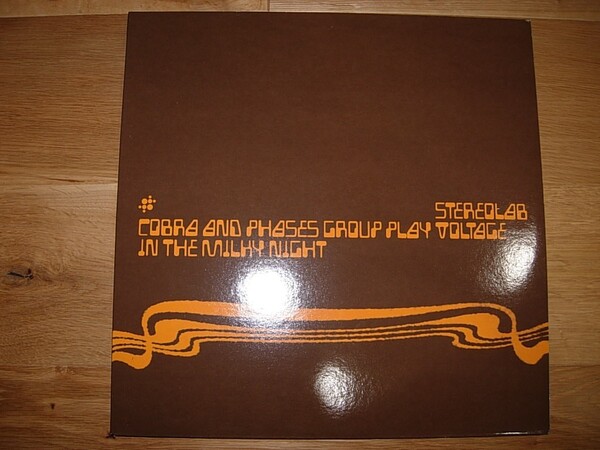 STEREOLAB
COBRA AND PHASES GROUP PLAY VOLTAGE
IN THE MILKY NIGHT